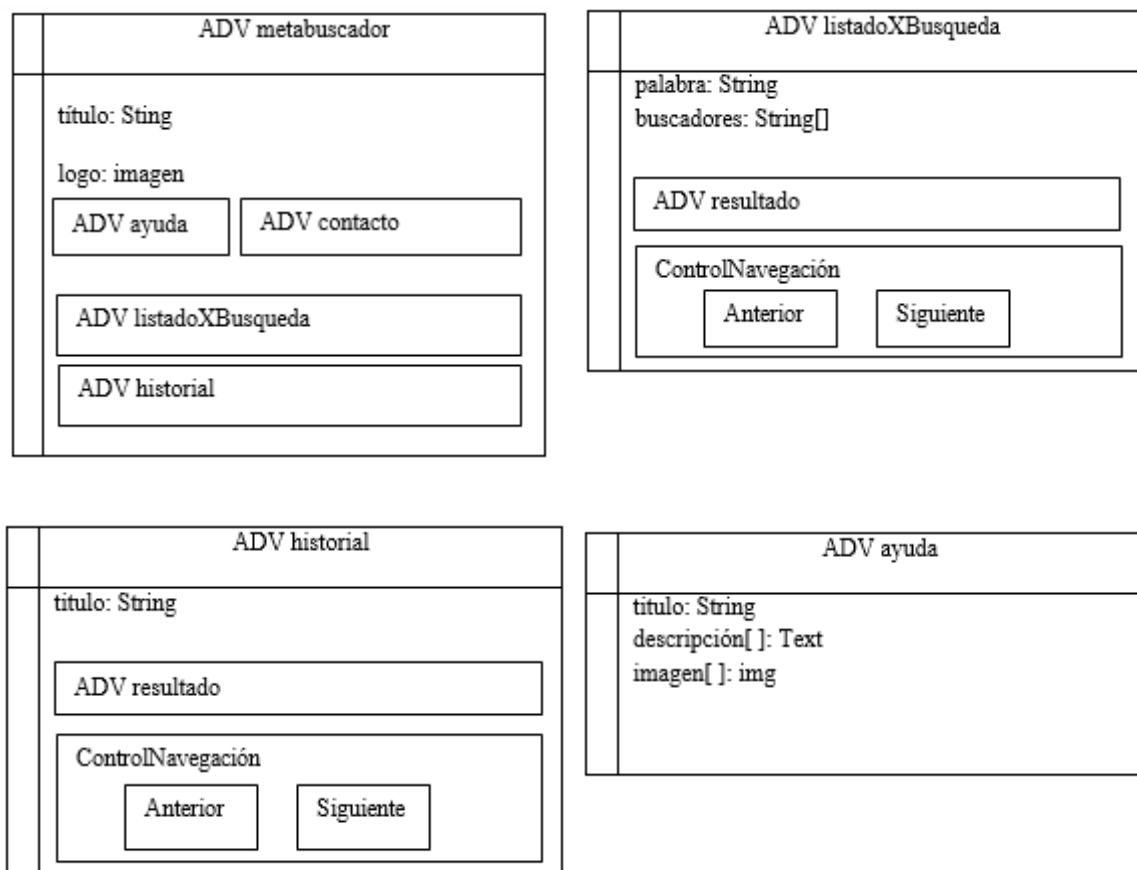 ADV metabuscador
título: Sting
logo: imagen
ADV ayuda
ADV contacto
ADV listadoXBusqueda
ADV historial
ADV listadoXBusqueda
palabra: String
buscadores: String[]
ADV resultado
ControlNavegación
Anterior
Siguiente
ADV historial
titulo: String
ADV resultado
ControlNavegación
Anterior
Siguiente
ADV ayuda
titulo: String
descripción[ ]: Text
imagen[ ]: img